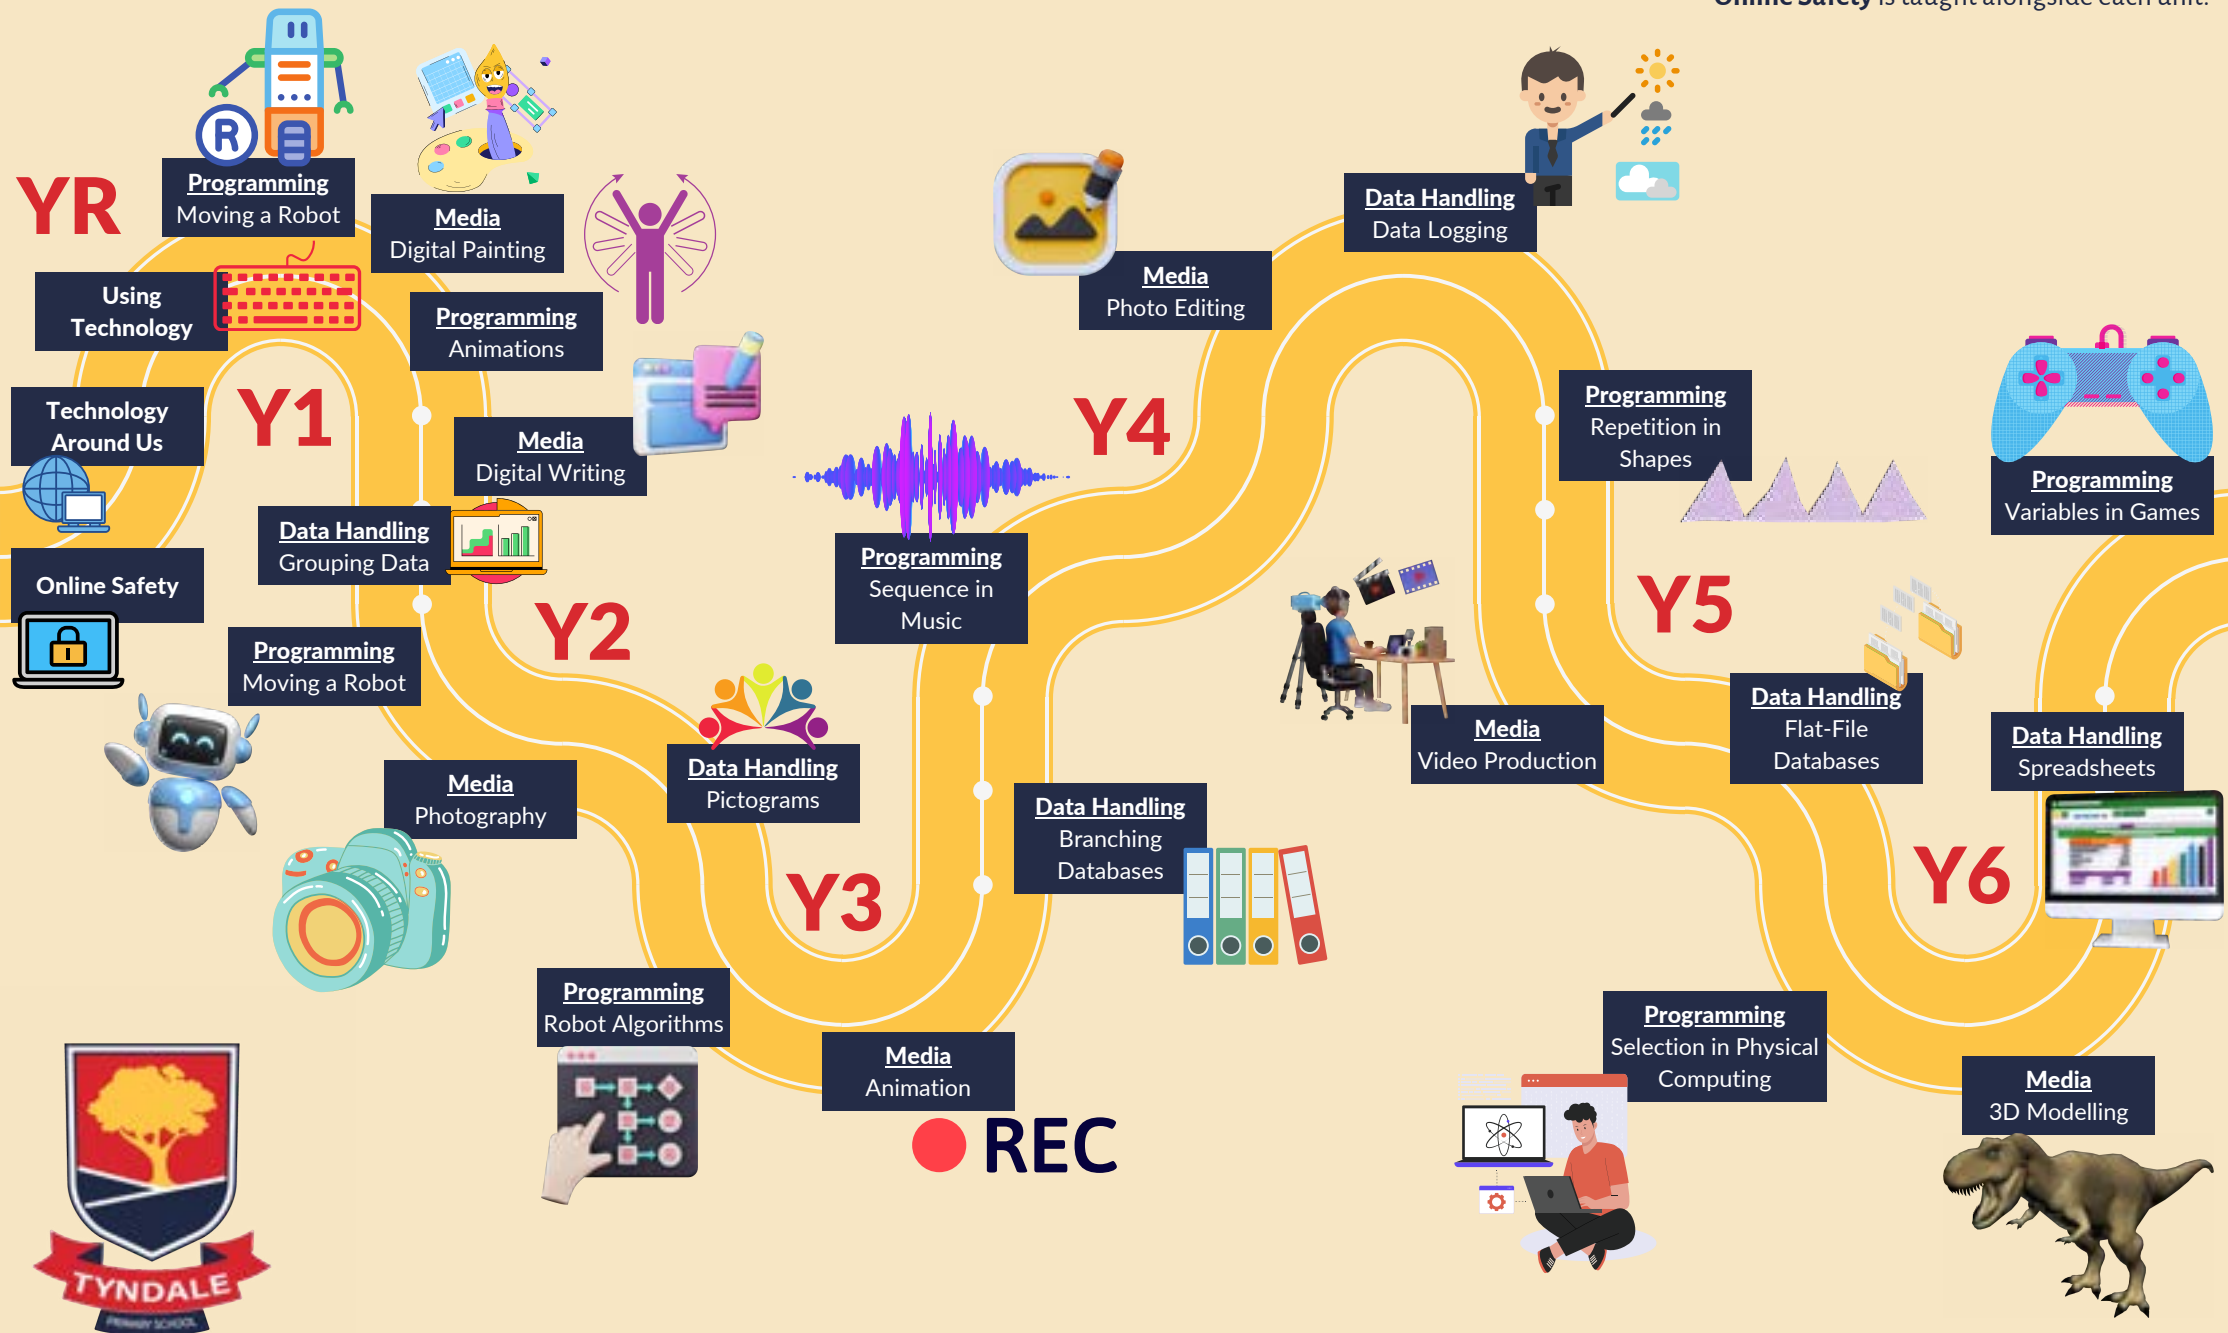 Online Safety is taught alongside each unit.
YR
Online Safety
Technology
Around Us
Using
Technology
R
Programming
Moving a Robot
Y1
Media
Digital Painting
Programming
Animations
Media
Digital Writing
Data Handling
Grouping Data
Programming
Moving a Robot
Media
Photography
Y2
Programming
Robot Algorithms
Data Handling
Pictograms
Y3
Media
Animation
REC
Data Handling
Branching
Databases
Programming
Sequence in
Music
Y4
Media
Photo Editing
Data Handling
Data Logging
Programming
Repetition in
Shapes
Media
Video Production
Y5
Data Handling
Flat-File
Databases
Programming
Selection in Physical
Computing
Y6
Media
3D Modelling
Data Handling
Spreadsheets
Programming
Variables in Games
TYNDALE
PRIMARY SCHOOL